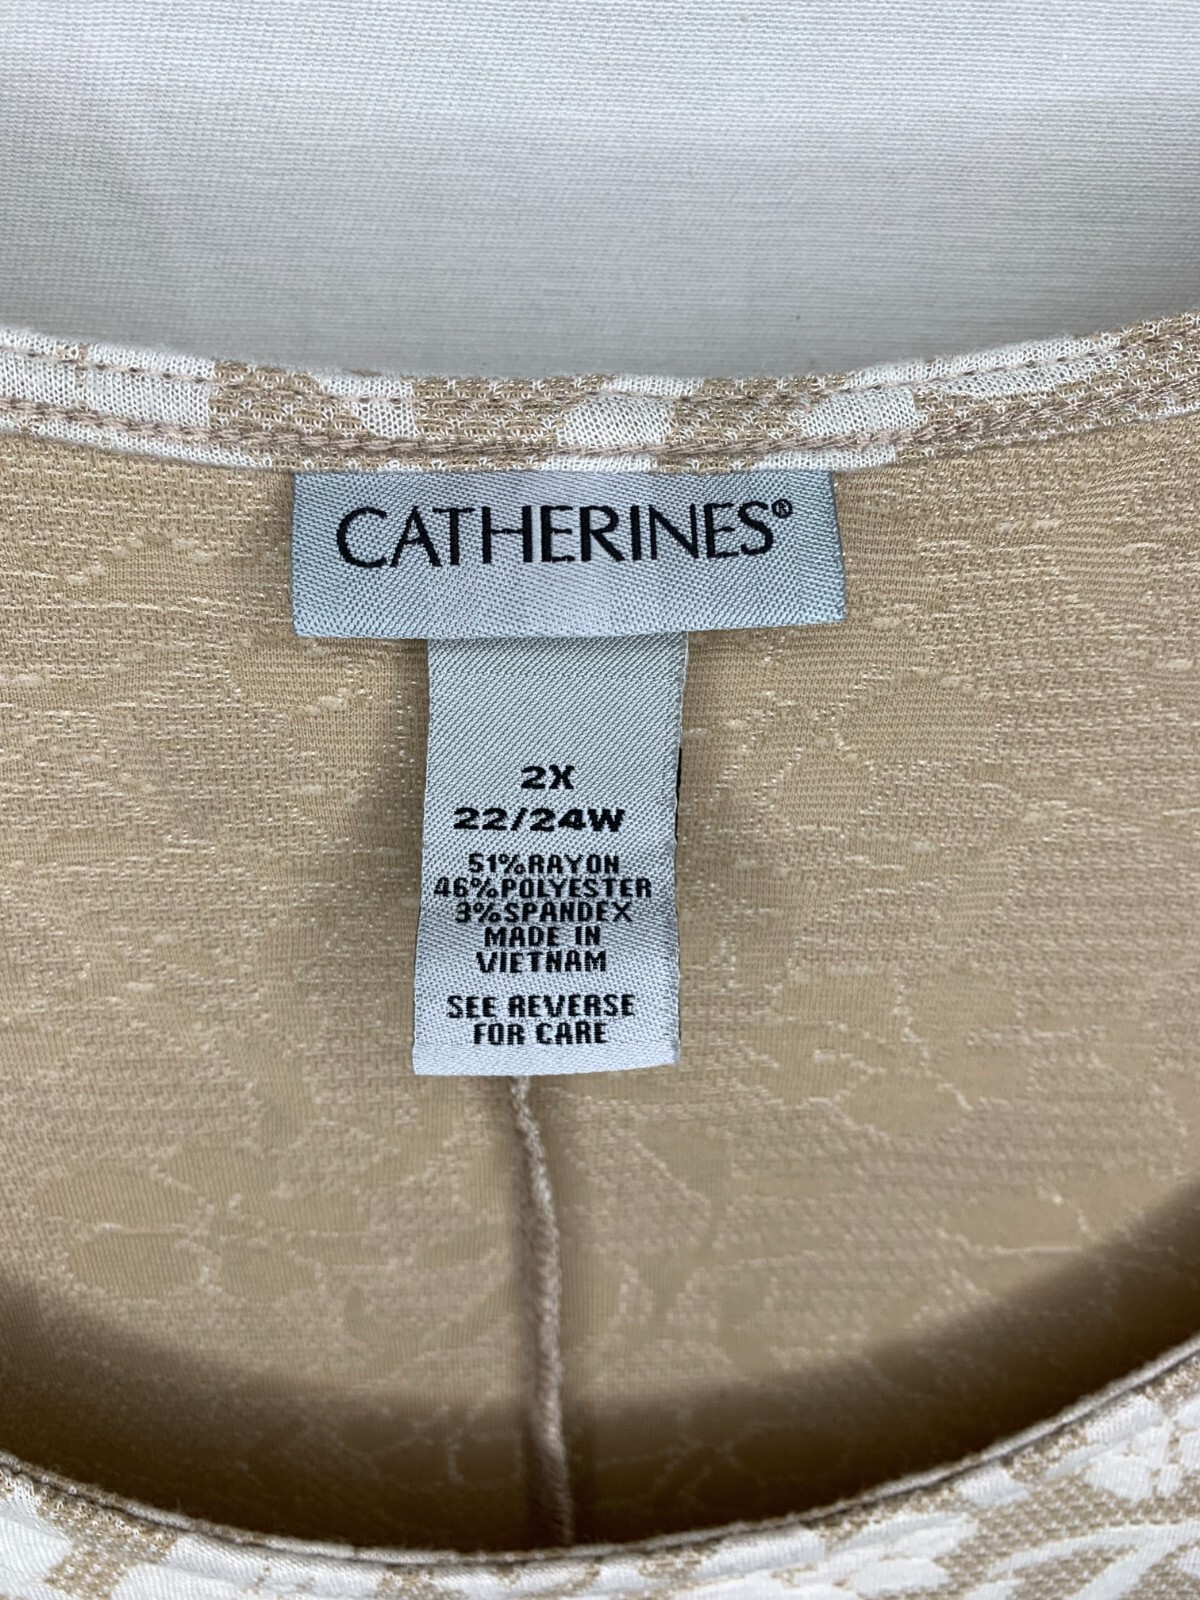 CATHERINES®
2X
22/24W
51%RAYON
46%POLYESTER
3%SPANDEX
MADE IN
VIETNAM
SEE REVERSE
FOR CARE